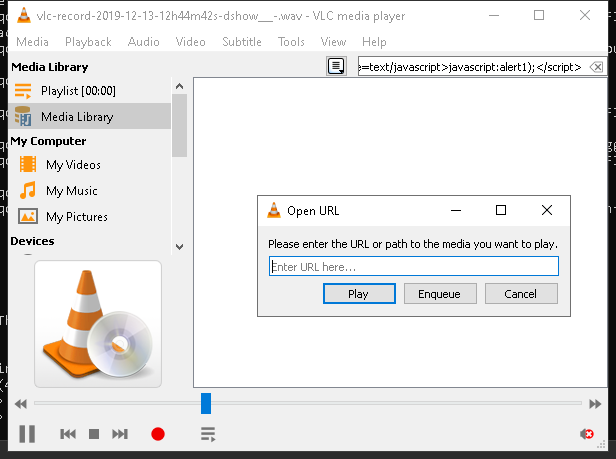 vlc-record-2019-12-13-12h44m42s-dshow___-.wav - VLC media player
Media Playback Audio Video Subtitle Tools View Help
Media Library
e=text/javascript>javascript:alert1);</script>
Playlist [00:00]
Media Library
My Computer
My Videos
My Music
My Pictures
Devices
Open URL
Please enter the URL or path to the media you want to play.
Enter URL here...
Play Enqueue Cancel